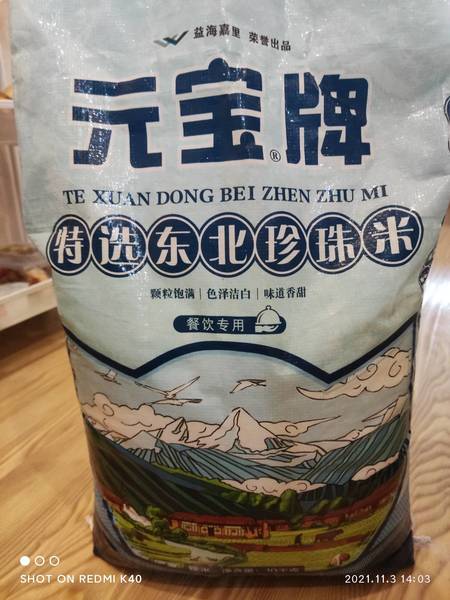 益海嘉里 荣誉出品
元宝牌®
TE XUAN DONG BEI ZHEN ZHU MI
特选东北珍珠米
颗粒饱满|色泽洁白|味道香甜
餐饮专用
SHOT ON REDMI K40
2021.11.3 14:03